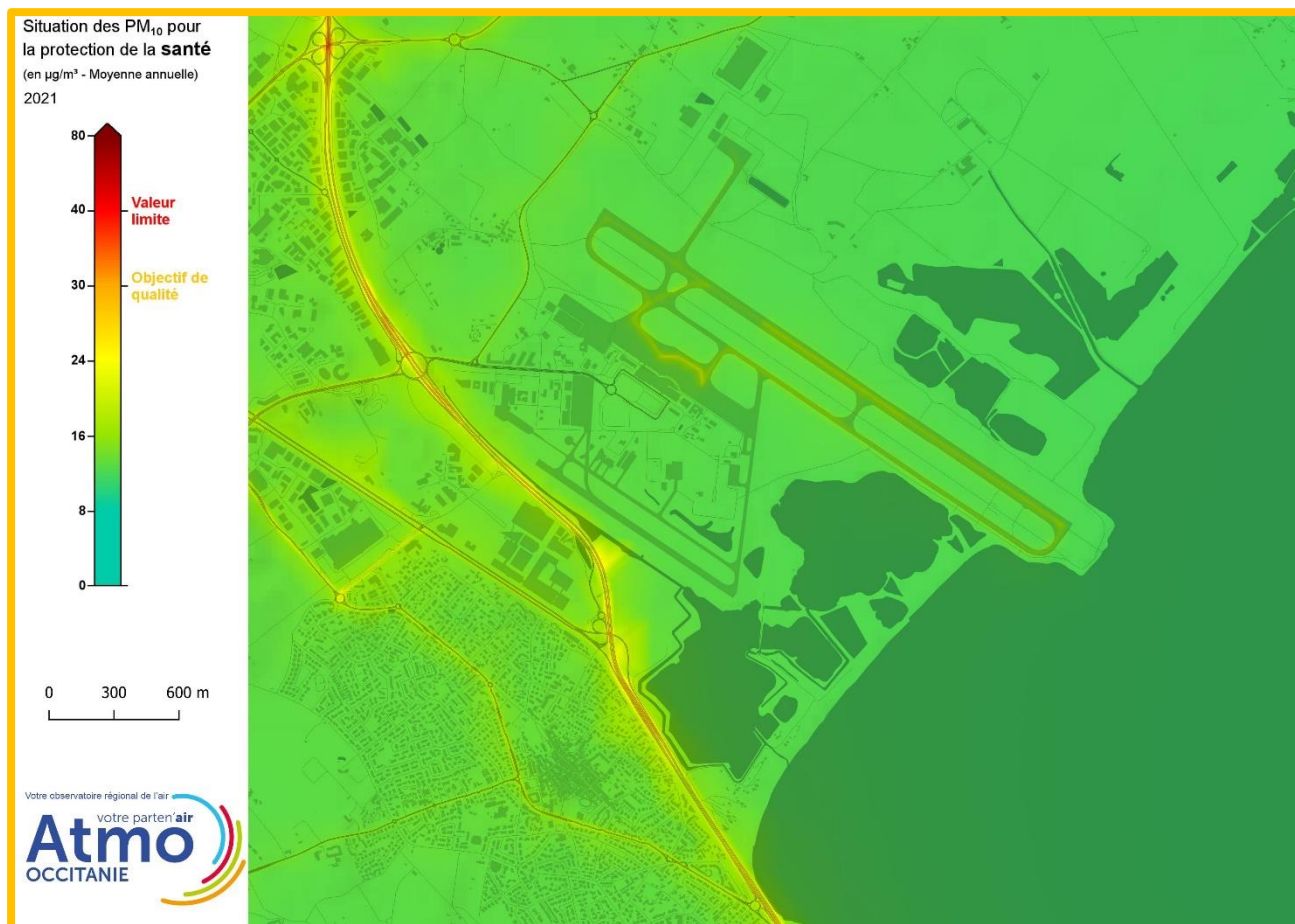 Situation des PM₁₀ pour
la protection de la santé
(en µg/m³ - Moyenne annuelle)
2021
80
40
Valeur
limite
30
Objectif de
qualité
24
16
8
0
0 300 600 m
Votre observatoire régional de l'air
votre parten'air
Atmo
OCCITANIE